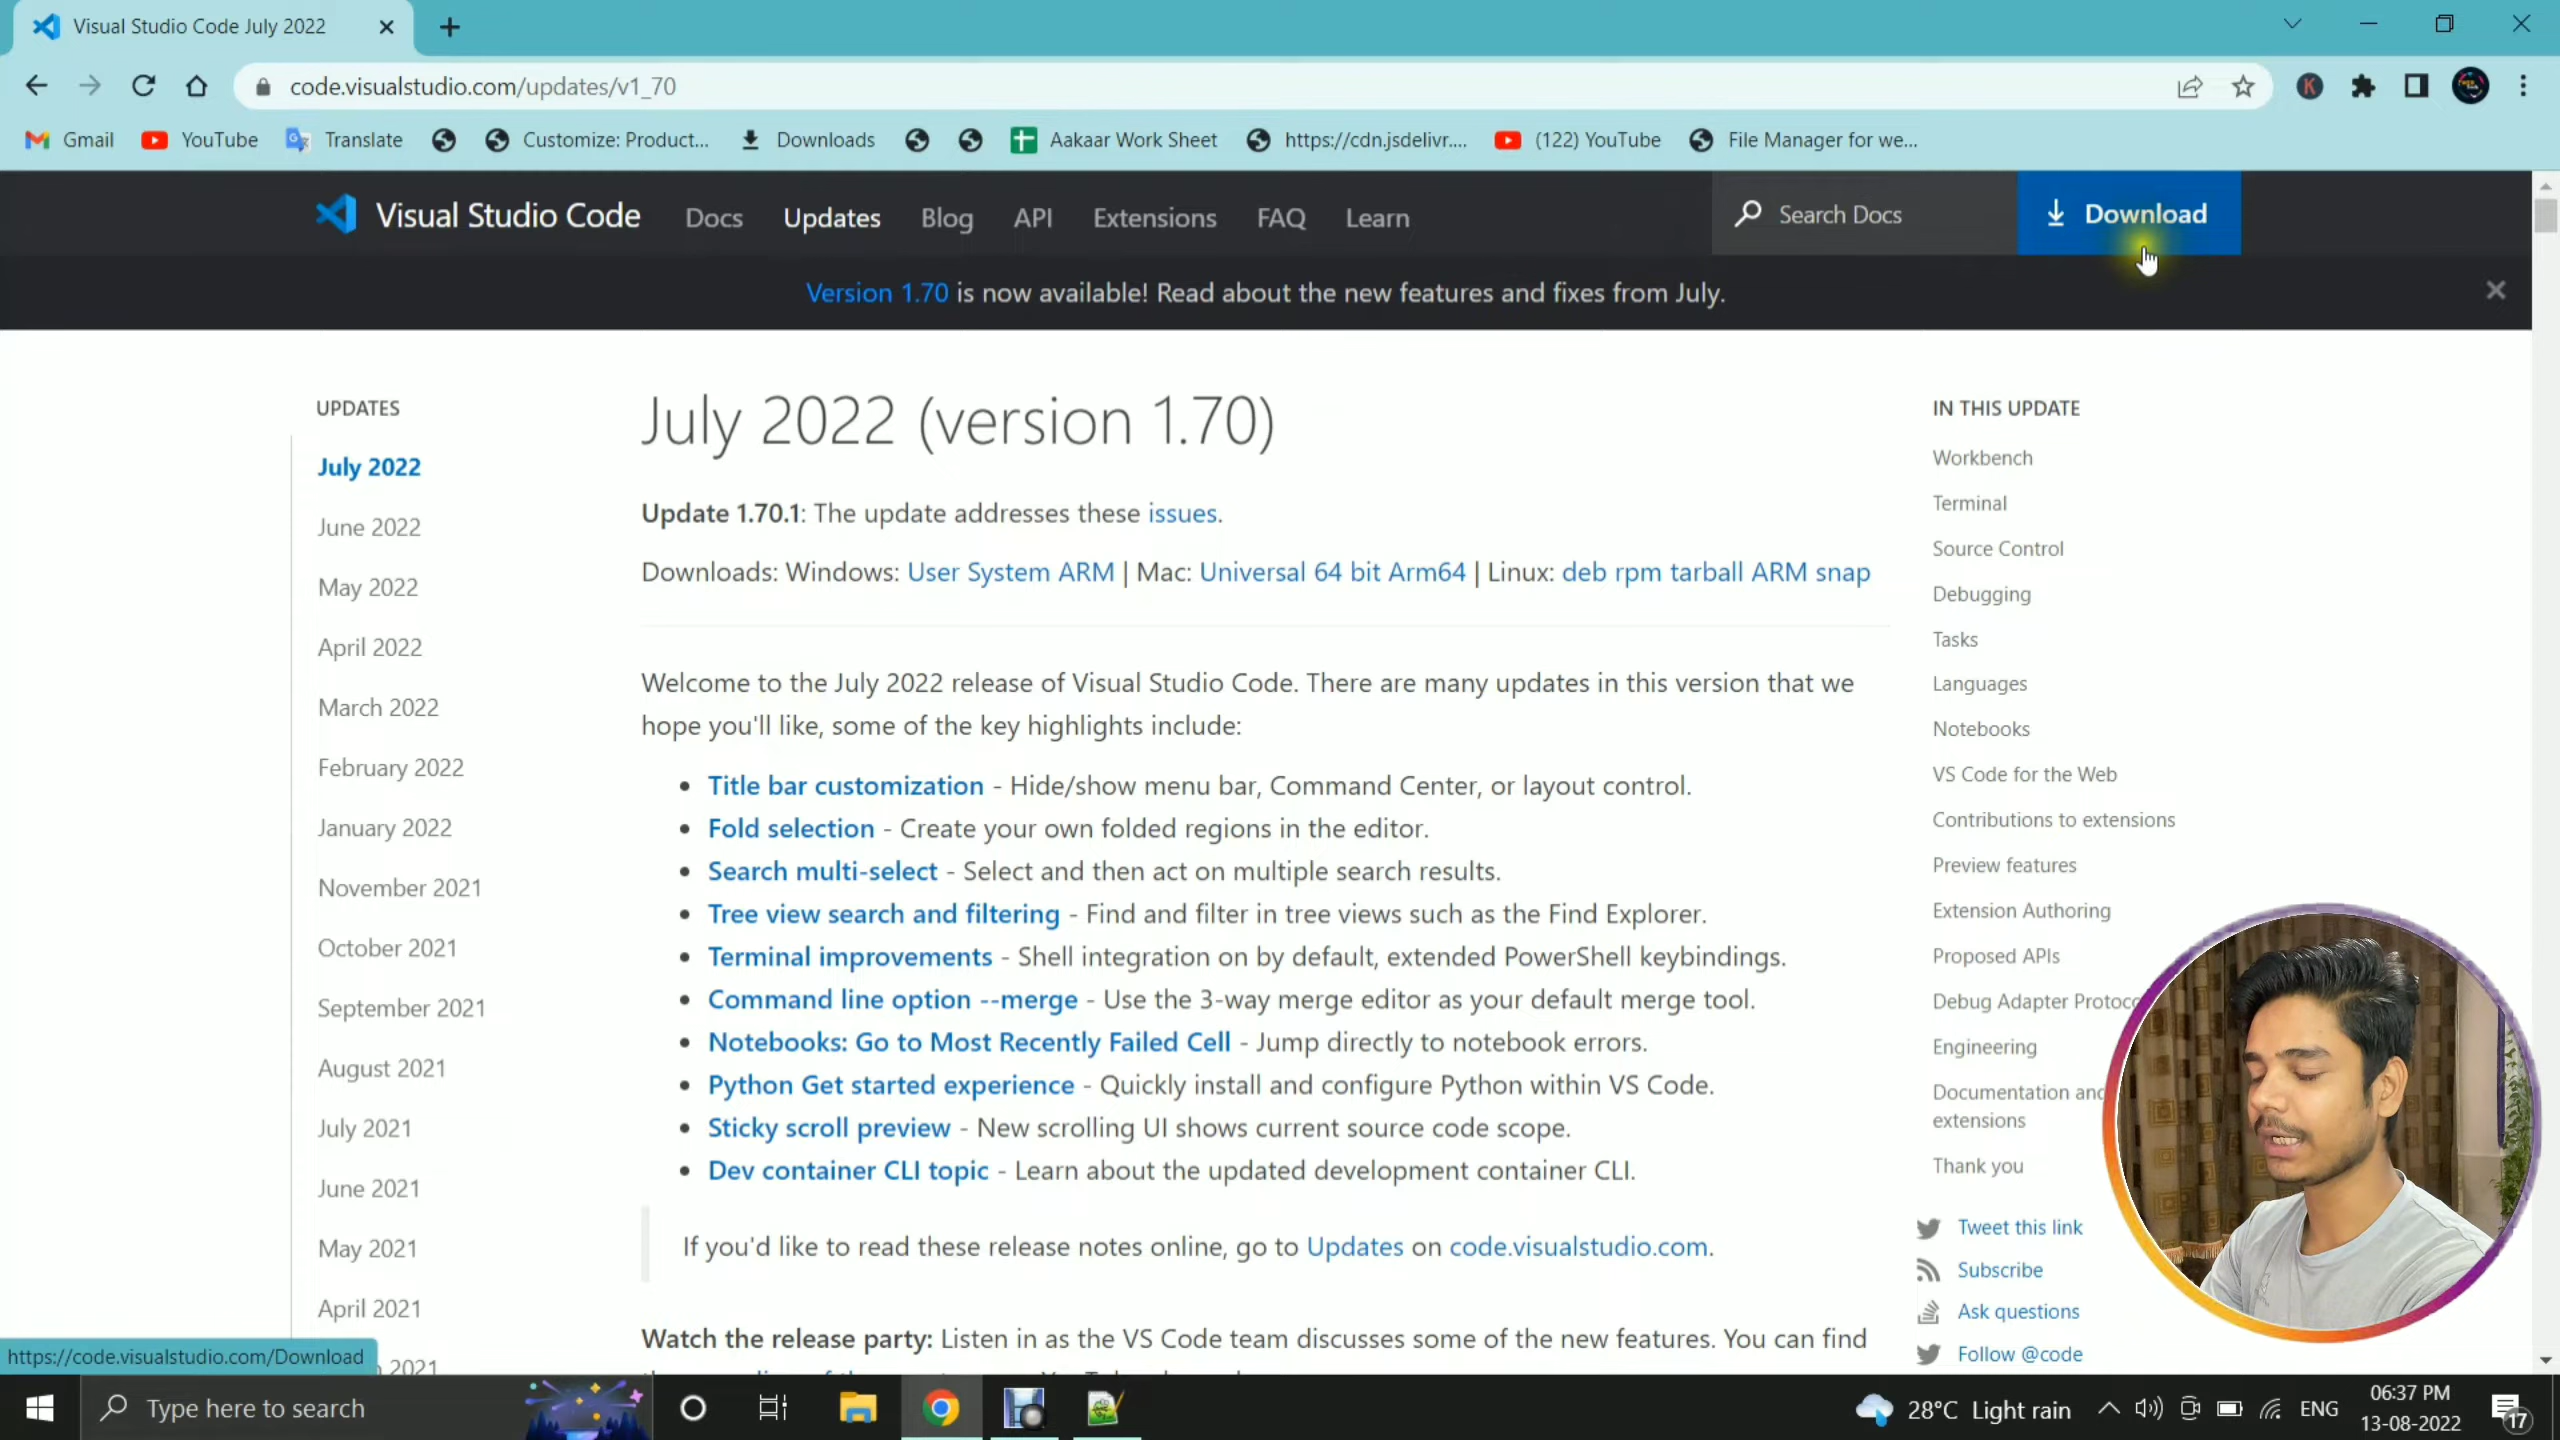 Visual Studio Code July 2022
code.visualstudio.com/updates/v1_70
Gmail YouTube Translate Customize: Product... Downloads Aakaar Work Sheet https://cdn.jsdelivr.... (122) YouTube File Manager for we...
Visual Studio Code Docs Updates Blog API Extensions FAQ Learn Search Docs Download
Version 1.70 is now available! Read about the new features and fixes from July.
UPDATES
July 2022
June 2022
May 2022
April 2022
March 2022
February 2022
January 2022
November 2021
October 2021
September 2021
August 2021
July 2021
June 2021
May 2021
April 2021
2021
July 2022 (version 1.70)
Update 1.70.1: The update addresses these issues.
Downloads: Windows: User System ARM | Mac: Universal 64 bit Arm64 | Linux: deb rpm tarball ARM snap
Welcome to the July 2022 release of Visual Studio Code. There are many updates in this version that we
hope you'll like, some of the key highlights include:
• Title bar customization - Hide/show menu bar, Command Center, or layout control.
• Fold selection - Create your own folded regions in the editor.
• Search multi-select - Select and then act on multiple search results.
• Tree view search and filtering - Find and filter in tree views such as the Find Explorer.
• Terminal improvements - Shell integration on by default, extended PowerShell keybindings.
• Command line option --merge - Use the 3-way merge editor as your default merge tool.
• Notebooks: Go to Most Recently Failed Cell - Jump directly to notebook errors.
• Python Get started experience - Quickly install and configure Python within VS Code.
• Sticky scroll preview - New scrolling UI shows current source code scope.
• Dev container CLI topic - Learn about the updated development container CLI.
If you'd like to read these release notes online, go to Updates on code.visualstudio.com.
Watch the release party: Listen in as the VS Code team discusses some of the new features. You can find
IN THIS UPDATE
Workbench
Terminal
Source Control
Debugging
Tasks
Languages
Notebooks
VS Code for the Web
Contributions to extensions
Preview features
Extension Authoring
Proposed APIs
Debug Adapter Protoco
Engineering
Documentation and
extensions
Thank you
Tweet this link
Subscribe
Ask questions
Follow @code
https://code.visualstudio.com/Download
Type here to search
28°C Light rain ENG
06:37 PM
13-08-2022
17
K